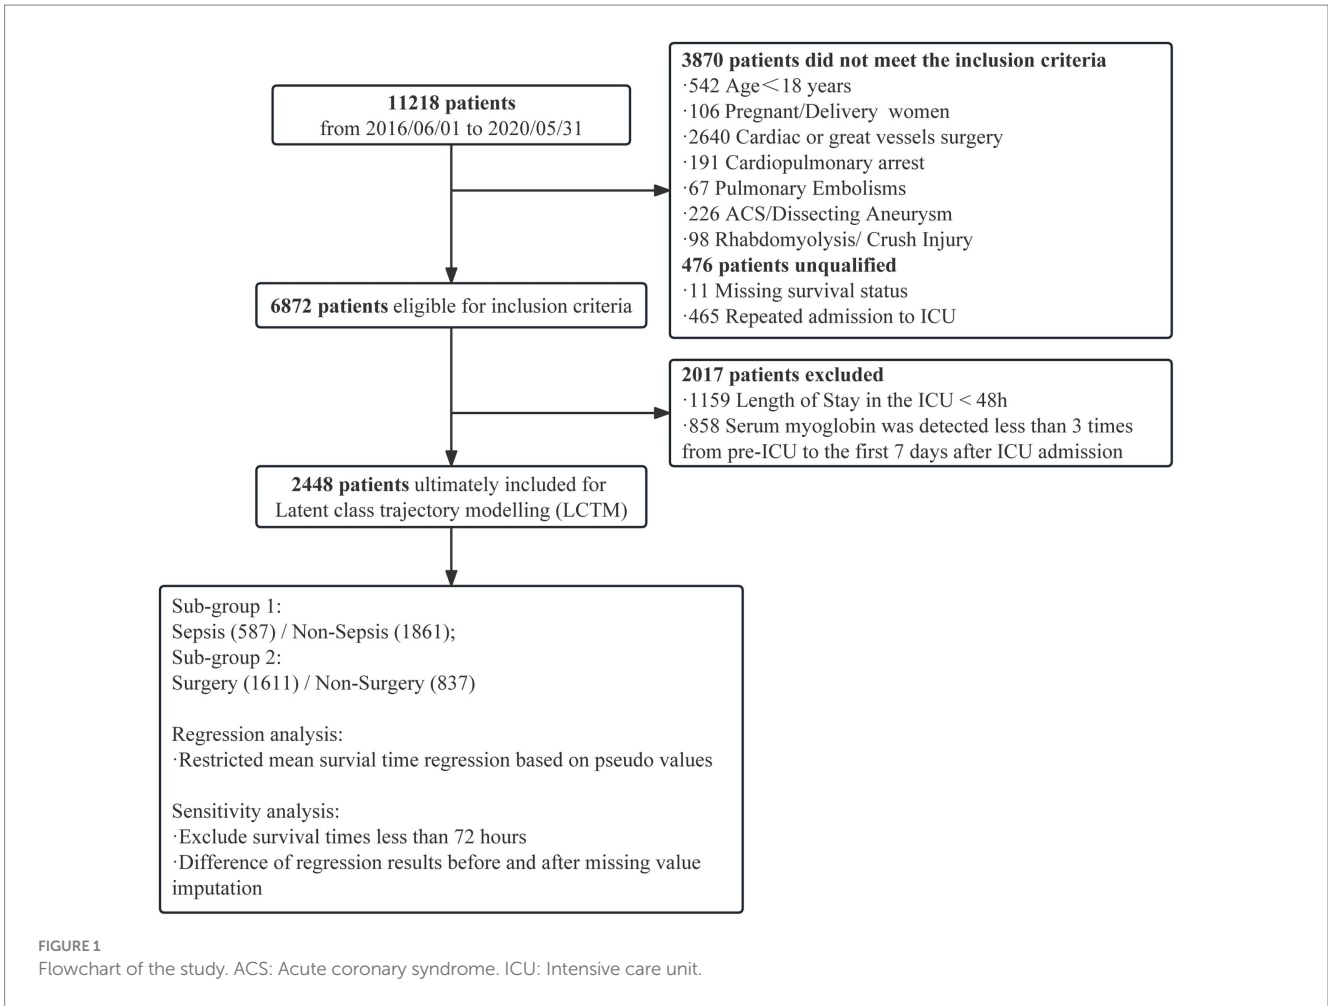 11218 patients
from 2016/06/01 to 2020/05/31
3870 patients did not meet the inclusion criteria
·542 Age<18 years
·106 Pregnant/Delivery women
·2640 Cardiac or great vessels surgery
·191 Cardiopulmonary arrest
·67 Pulmonary Embolisms
·226 ACS/Dissecting Aneurysm
·98 Rhabdomyolysis/ Crush Injury
476 patients unqualified
·11 Missing survival status
·465 Repeated admission to ICU
6872 patients eligible for inclusion criteria
2017 patients excluded
·1159 Length of Stay in the ICU < 48h
·858 Serum myoglobin was detected less than 3 times
from pre-ICU to the first 7 days after ICU admission
2448 patients ultimately included for
Latent class trajectory modelling (LCTM)
Sub-group 1:
Sepsis (587) / Non-Sepsis (1861);
Sub-group 2:
Surgery (1611) / Non-Surgery (837)
Regression analysis:
·Restricted mean survial time regression based on pseudo values
Sensitivity analysis:
·Exclude survival times less than 72 hours
·Difference of regression results before and after missing value
imputation
FIGURE 1
Flowchart of the study. ACS: Acute coronary syndrome. ICU: Intensive care unit.